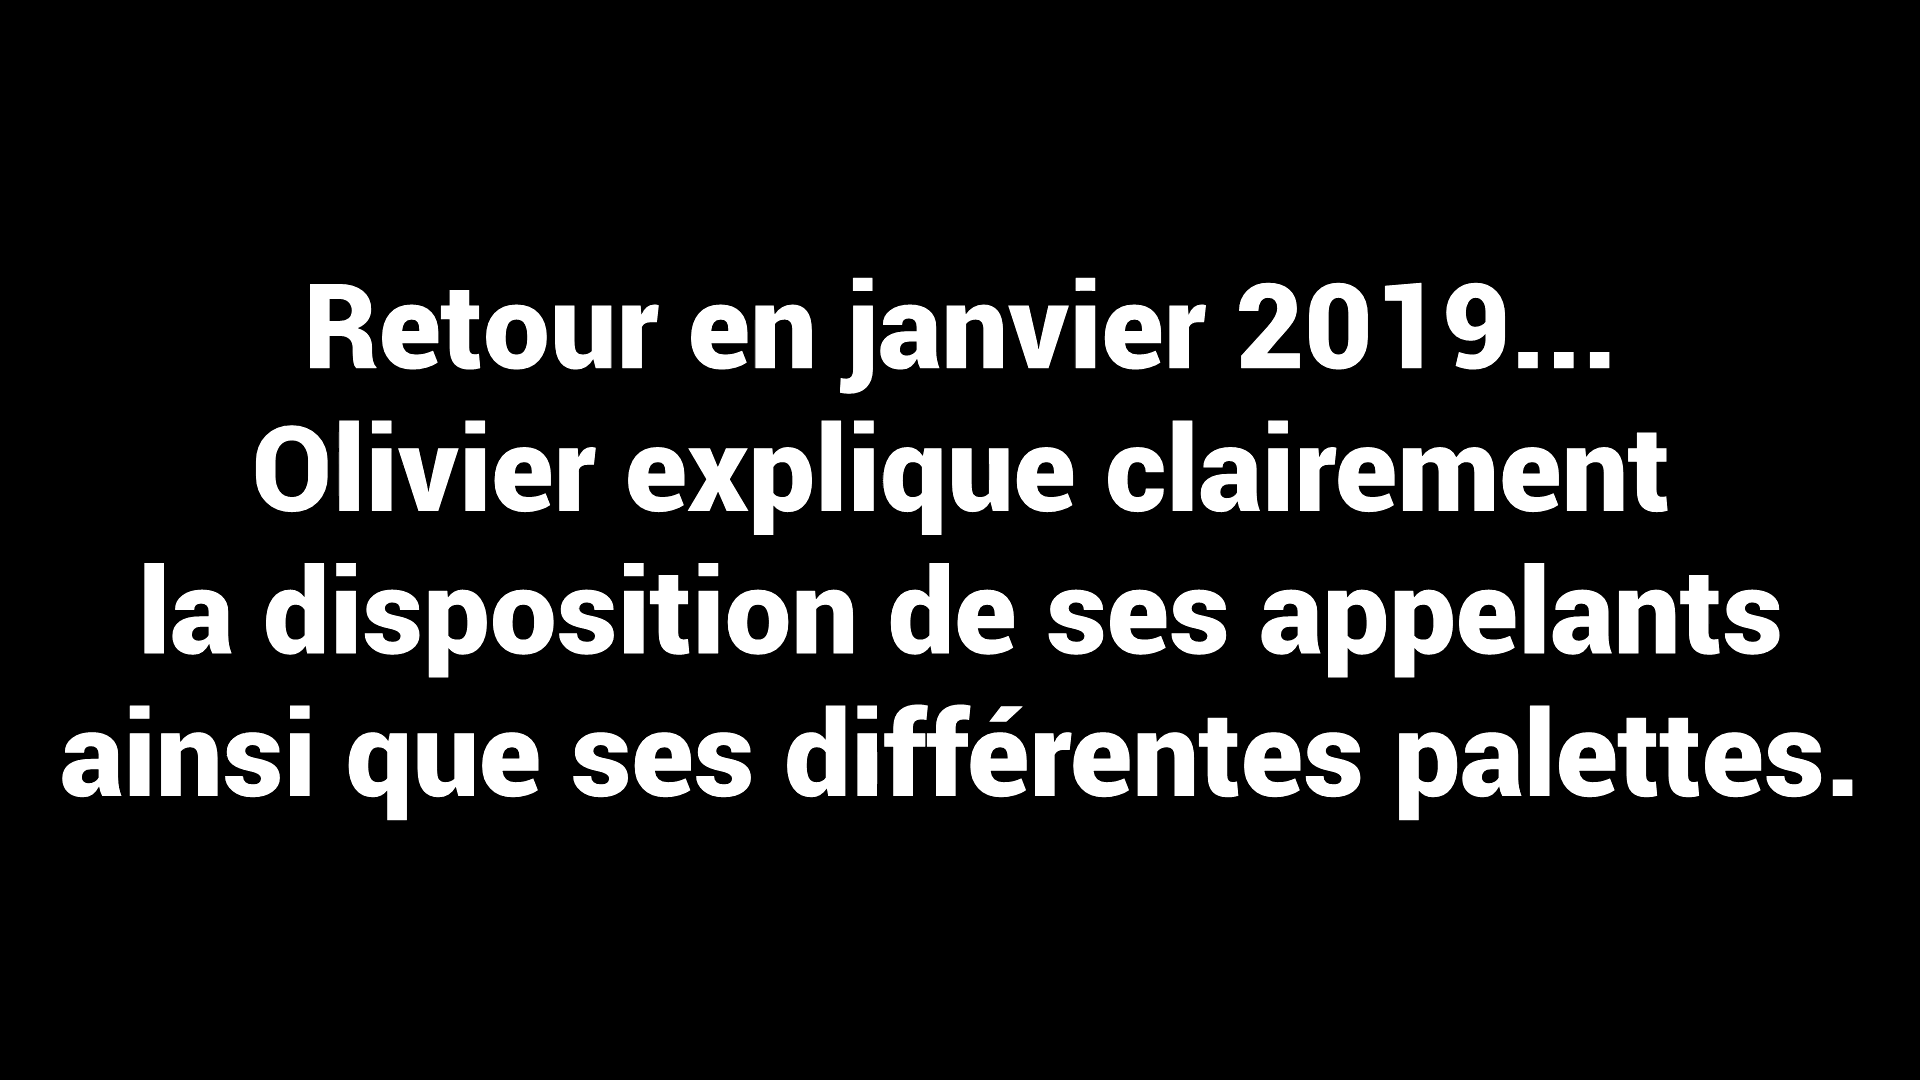 Retour en janvier 2019...
Olivier explique clairement
la disposition de ses appelants
ainsi que ses différentes palettes.